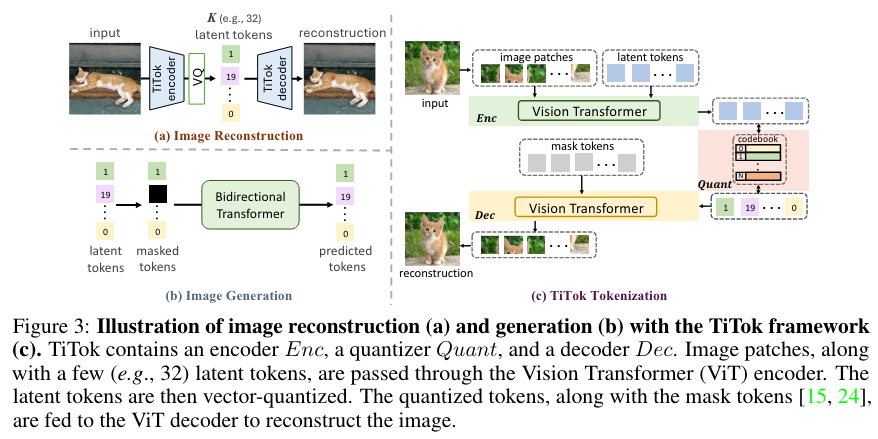 input
K (e.g., 32)
latent tokens
reconstruction
TiTok
encoder
VQ
1
19
0
TiTok
decoder
(a) Image Reconstruction
1
19
0
latent
tokens
1
0
masked
tokens
Bidirectional
Transformer
1
19
0
predicted
tokens
(b) Image Generation
input
image patches
latent tokens
Enc
Vision Transformer
codebook
0
1
N
Quant
mask tokens
Dec
Vision Transformer
1 19 0
reconstruction
(c) TiTok Tokenization
Figure 3: Illustration of image reconstruction (a) and generation (b) with the TiTok framework
(c). TiTok contains an encoder Enc, a quantizer Quant, and a decoder Dec. Image patches, along
with a few (e.g., 32) latent tokens, are passed through the Vision Transformer (ViT) encoder. The
latent tokens are then vector-quantized. The quantized tokens, along with the mask tokens [15, 24],
are fed to the ViT decoder to reconstruct the image.